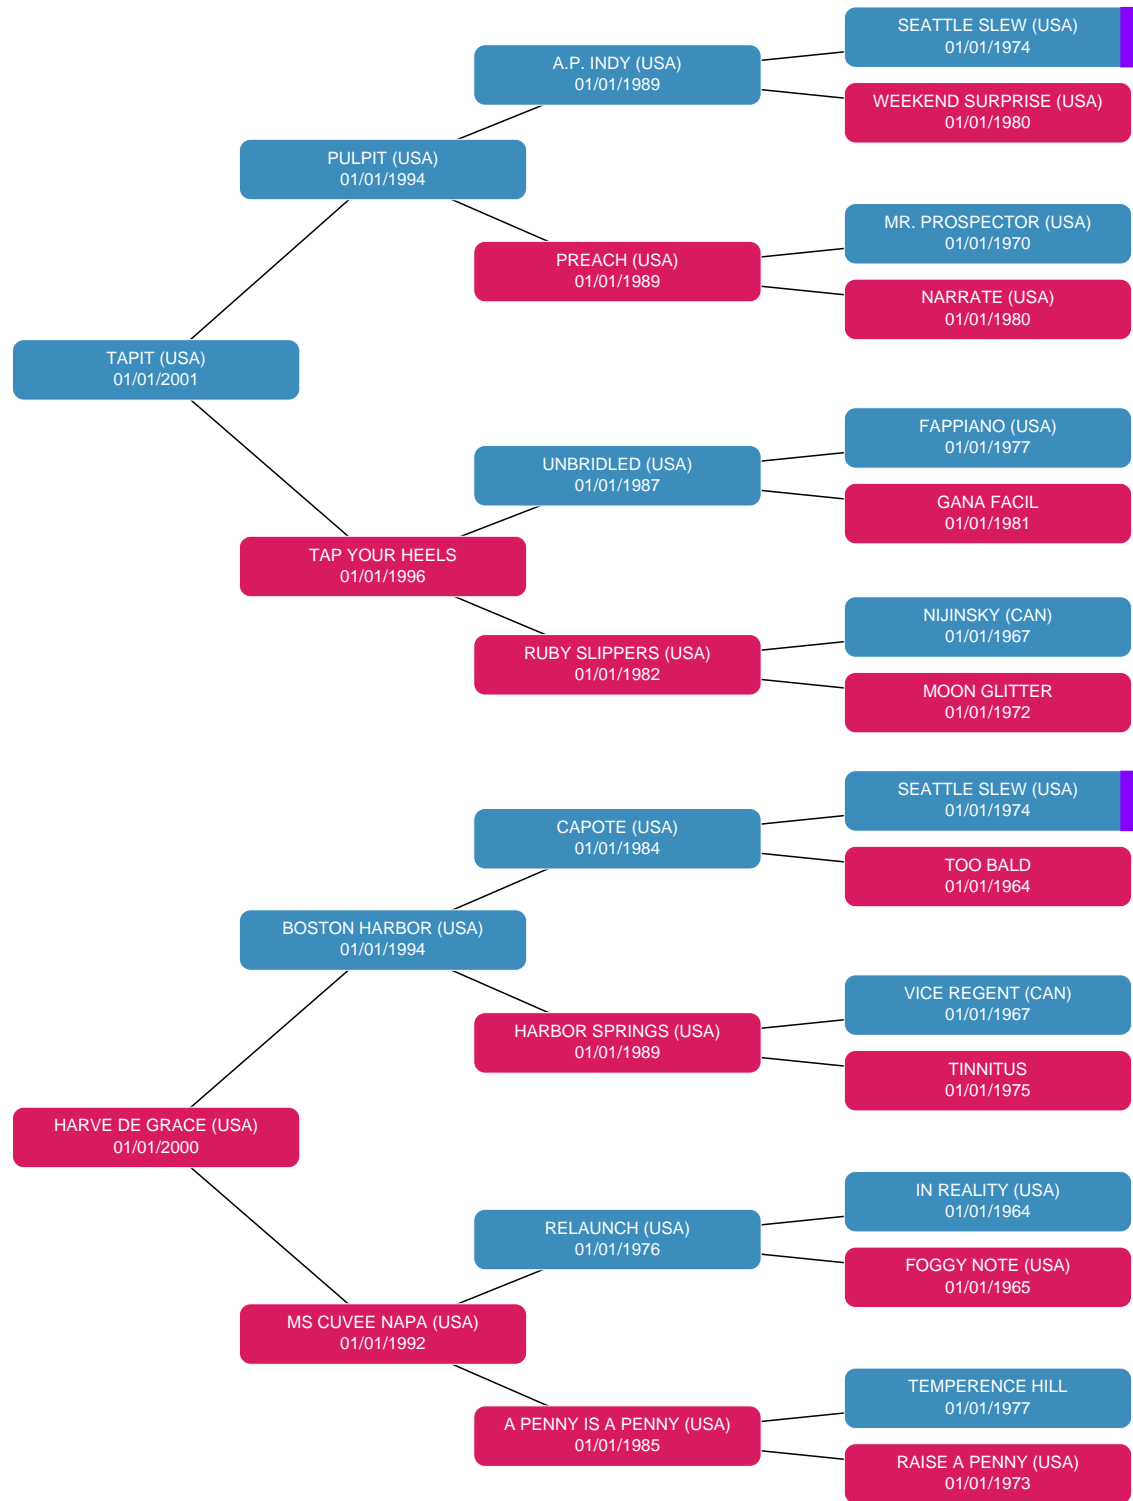 SEATTLE SLEW (USA)
01/01/1974
A.P. INDY (USA)
01/01/1989
WEEKEND SURPRISE (USA)
01/01/1980
PULPIT (USA)
01/01/1994
MR. PROSPECTOR (USA)
01/01/1970
PREACH (USA)
01/01/1989
NARRATE (USA)
01/01/1980
TAPIT (USA)
01/01/2001
FAPPIANO (USA)
01/01/1977
UNBRIDLED (USA)
01/01/1987
GANA FACIL
01/01/1981
TAP YOUR HEELS
01/01/1996
NIJINSKY (CAN)
01/01/1967
RUBY SLIPPERS (USA)
01/01/1982
MOON GLITTER
01/01/1972
SEATTLE SLEW (USA)
01/01/1974
CAPOTE (USA)
01/01/1984
TOO BALD
01/01/1964
BOSTON HARBOR (USA)
01/01/1994
VICE REGENT (CAN)
01/01/1967
HARBOR SPRINGS (USA)
01/01/1989
TINNITUS
01/01/1975
HARVE DE GRACE (USA)
01/01/2000
IN REALITY (USA)
01/01/1964
RELAUNCH (USA)
01/01/1976
FOGGY NOTE (USA)
01/01/1965
MS CUVEE NAPA (USA)
01/01/1992
TEMPERENCE HILL
01/01/1977
A PENNY IS A PENNY (USA)
01/01/1985
RAISE A PENNY (USA)
01/01/1973